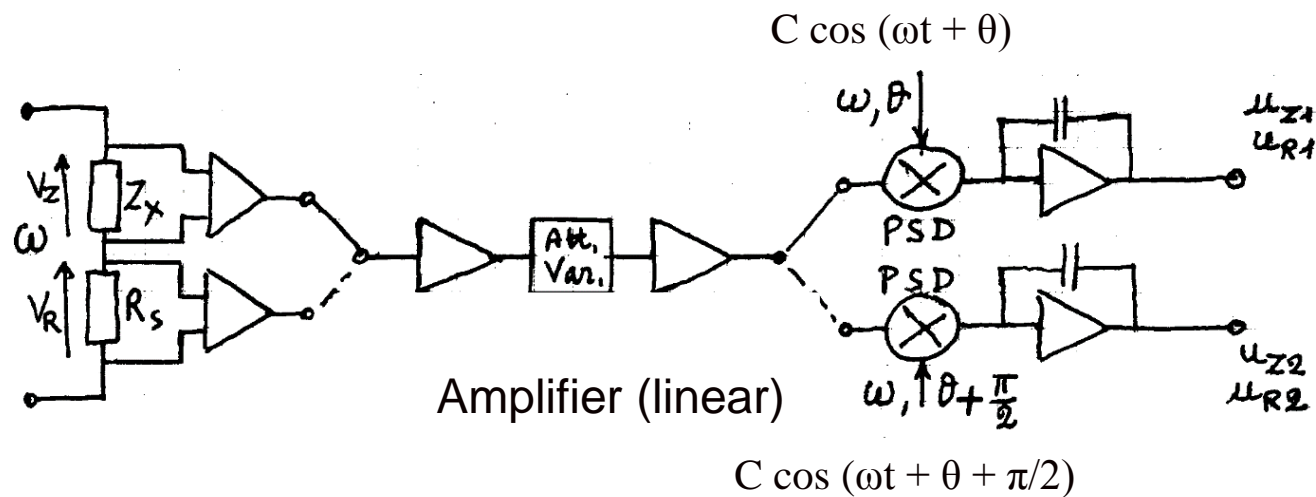 C cos (ωt + θ)
ω, θ
u_Z1
u_R1
V_Z
Z_x
ω
V_R
R_s
Att.
Var.
PSD
PSD
ω, θ + π/2
u_Z2
u_R2
Amplifier (linear)
C cos (ωt + θ + π/2)